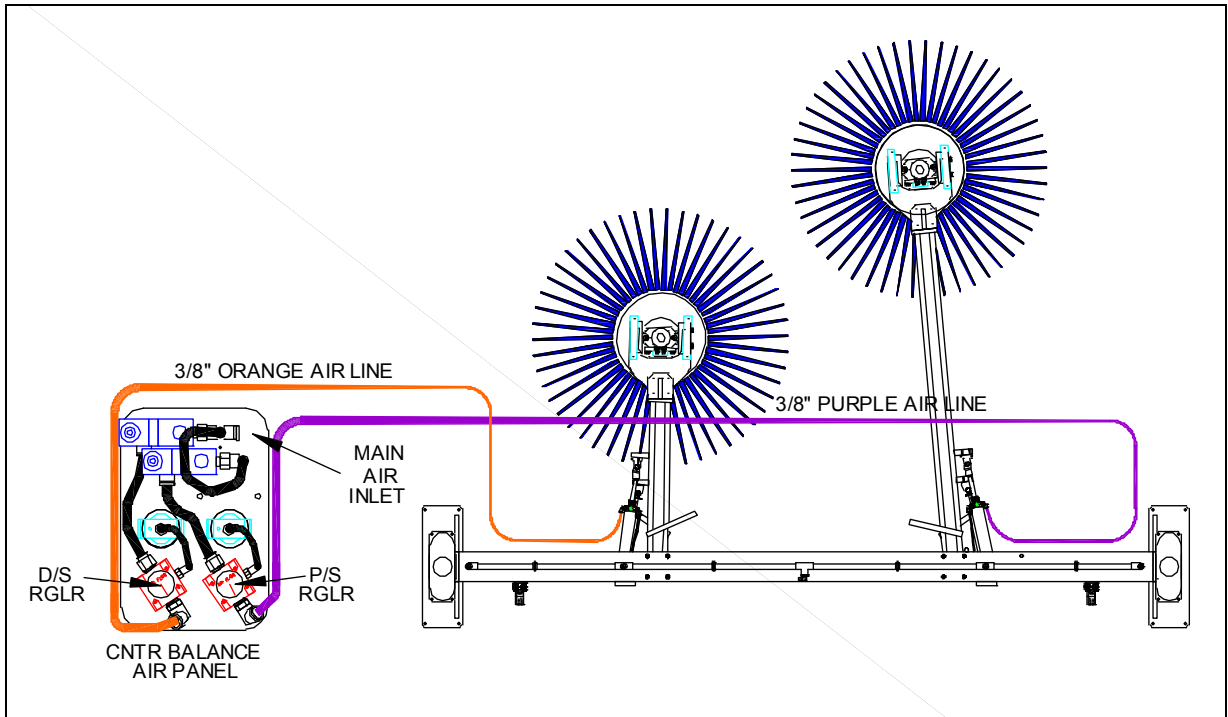 3/8" ORANGE AIR LINE
3/8" PURPLE AIR LINE
MAIN
AIR
INLET
D/S
RGLR
P/S
RGLR
CNTR BALANCE
AIR PANEL